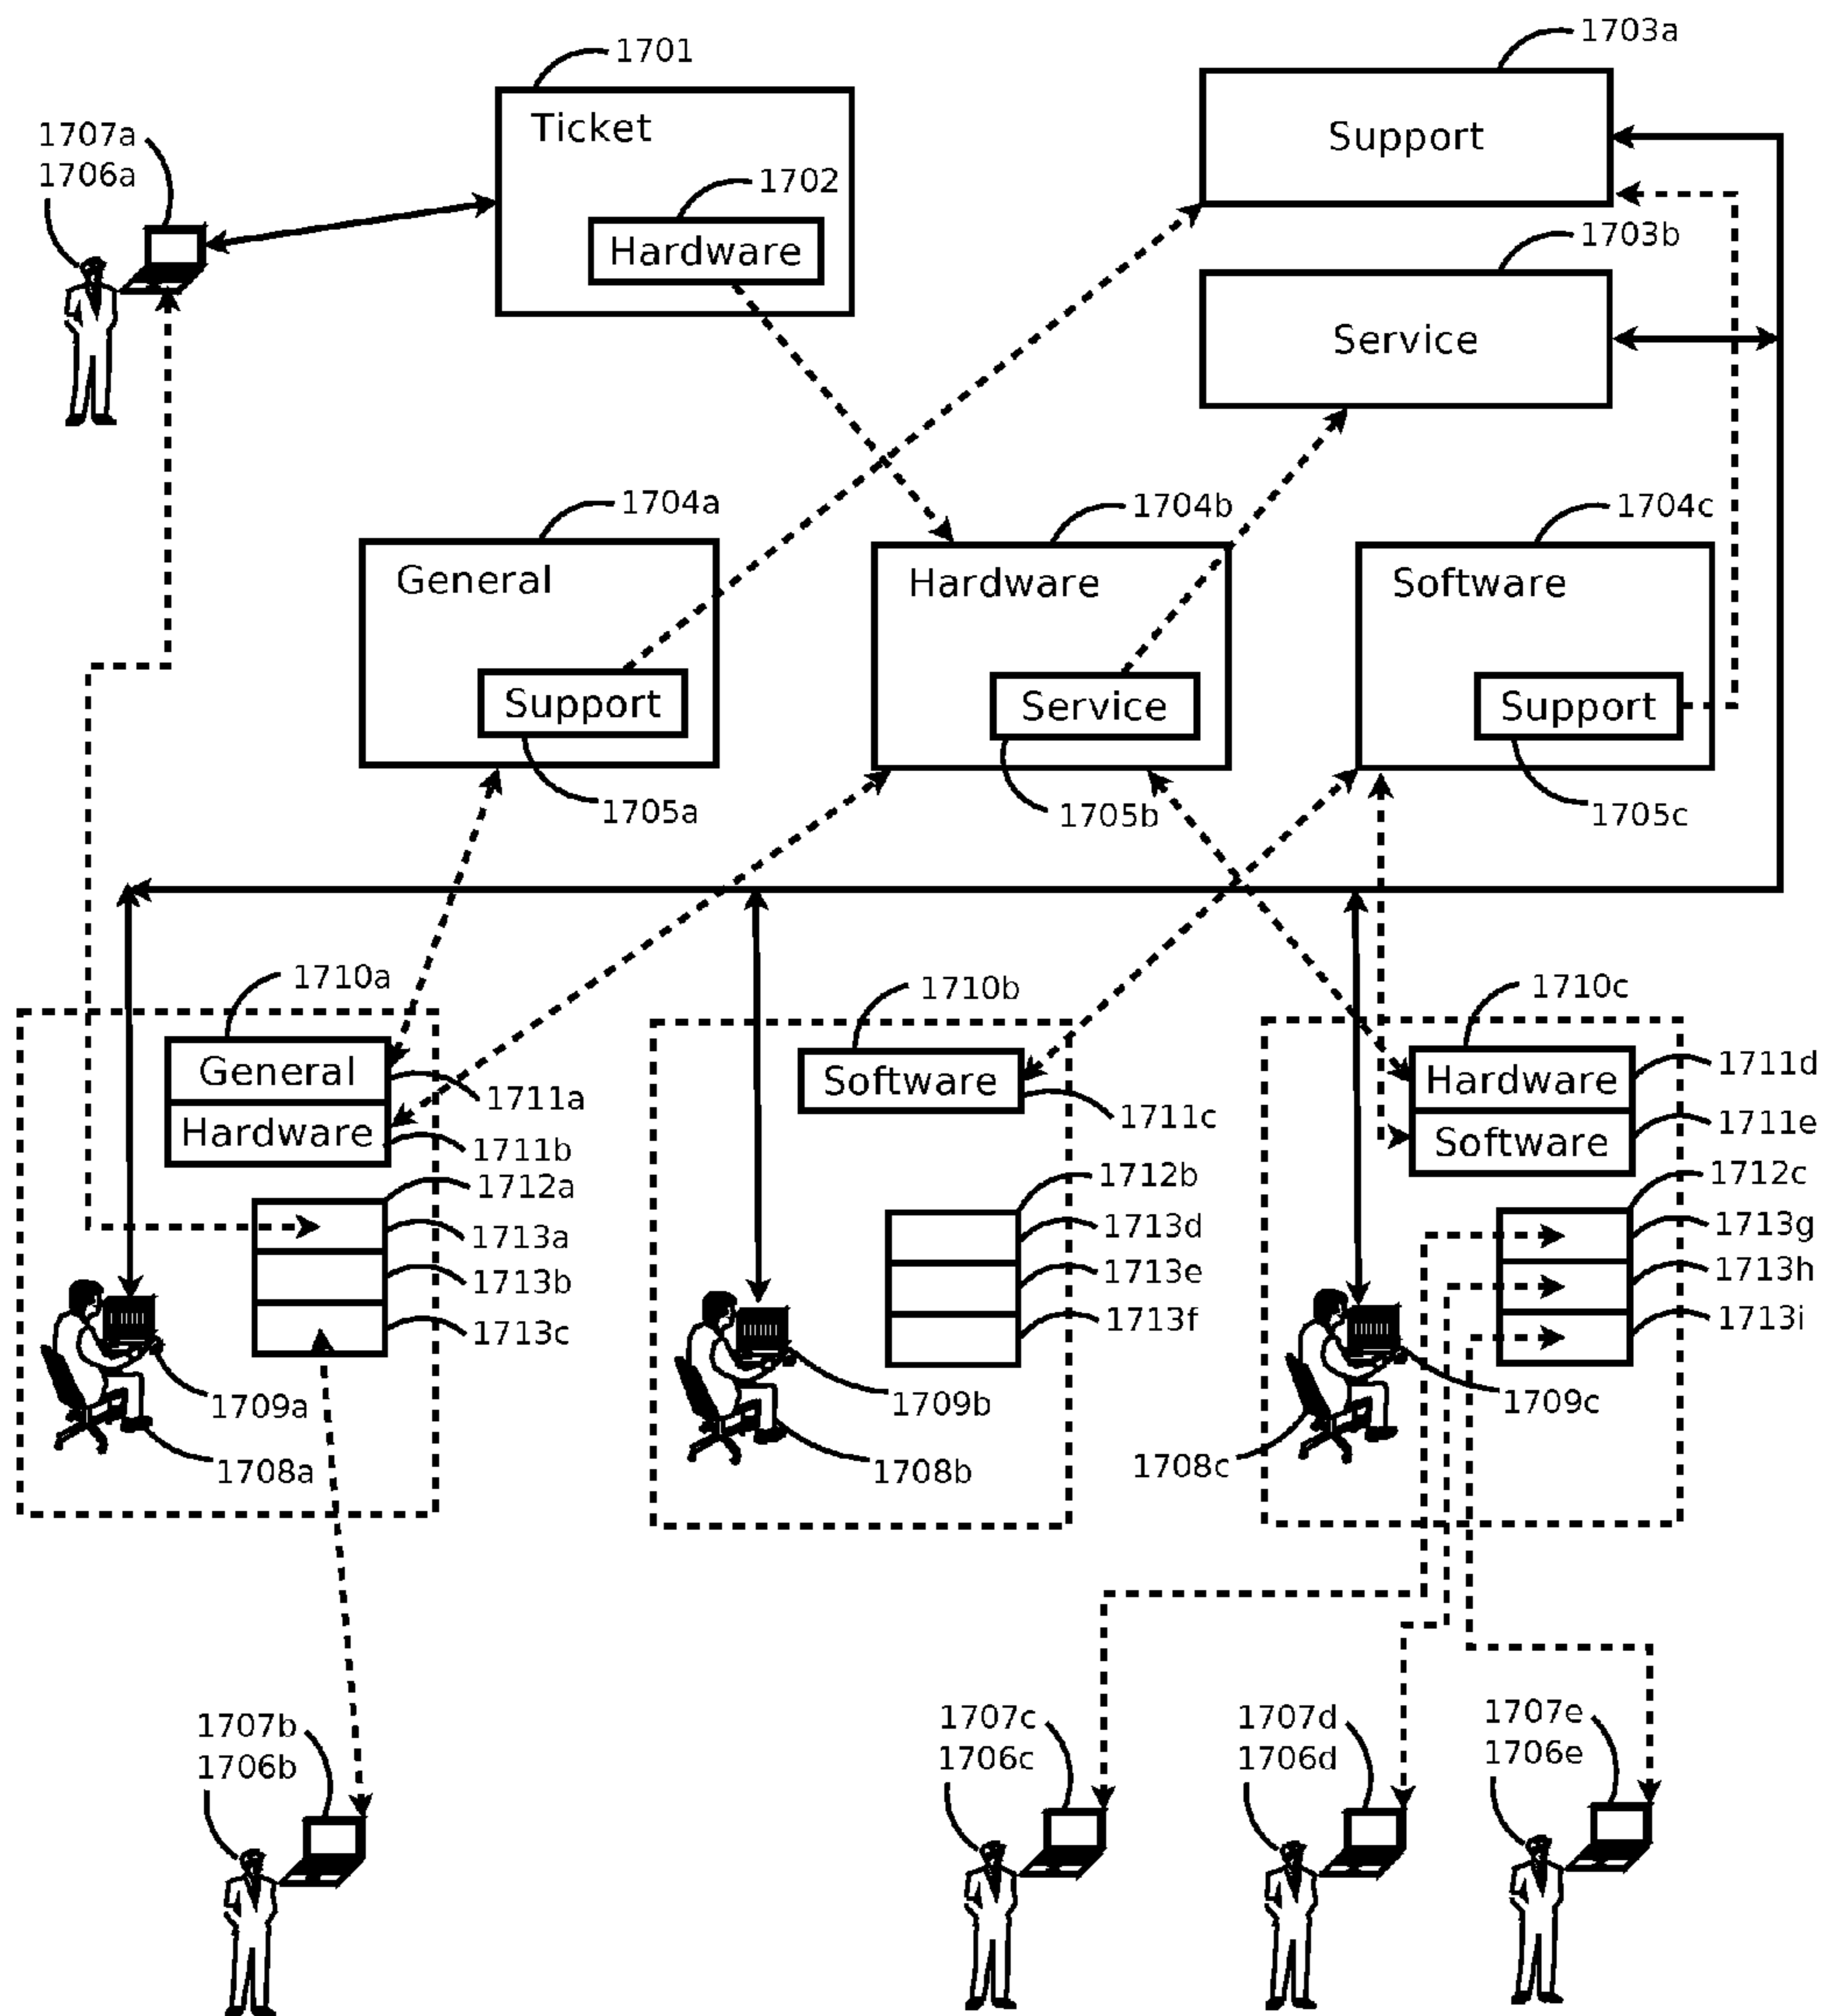 1701
1703a
Ticket
Support
1707a
1706a
1702
Hardware
1703b
Service
1704a
1704b
1704c
General
Hardware
Software
Support
Service
Support
1705a
1705b
1705c
1710a
1710b
1710c
General
1711a
Hardware
1711b
Software
1711c
Hardware
1711d
Software
1711e
1712a
1713a
1713b
1713c
1712b
1713d
1713e
1713f
1712c
1713g
1713h
1713i
1709a
1708a
1709b
1708b
1709c
1708c
1707b
1706b
1707c
1706c
1707d
1706d
1707e
1706e